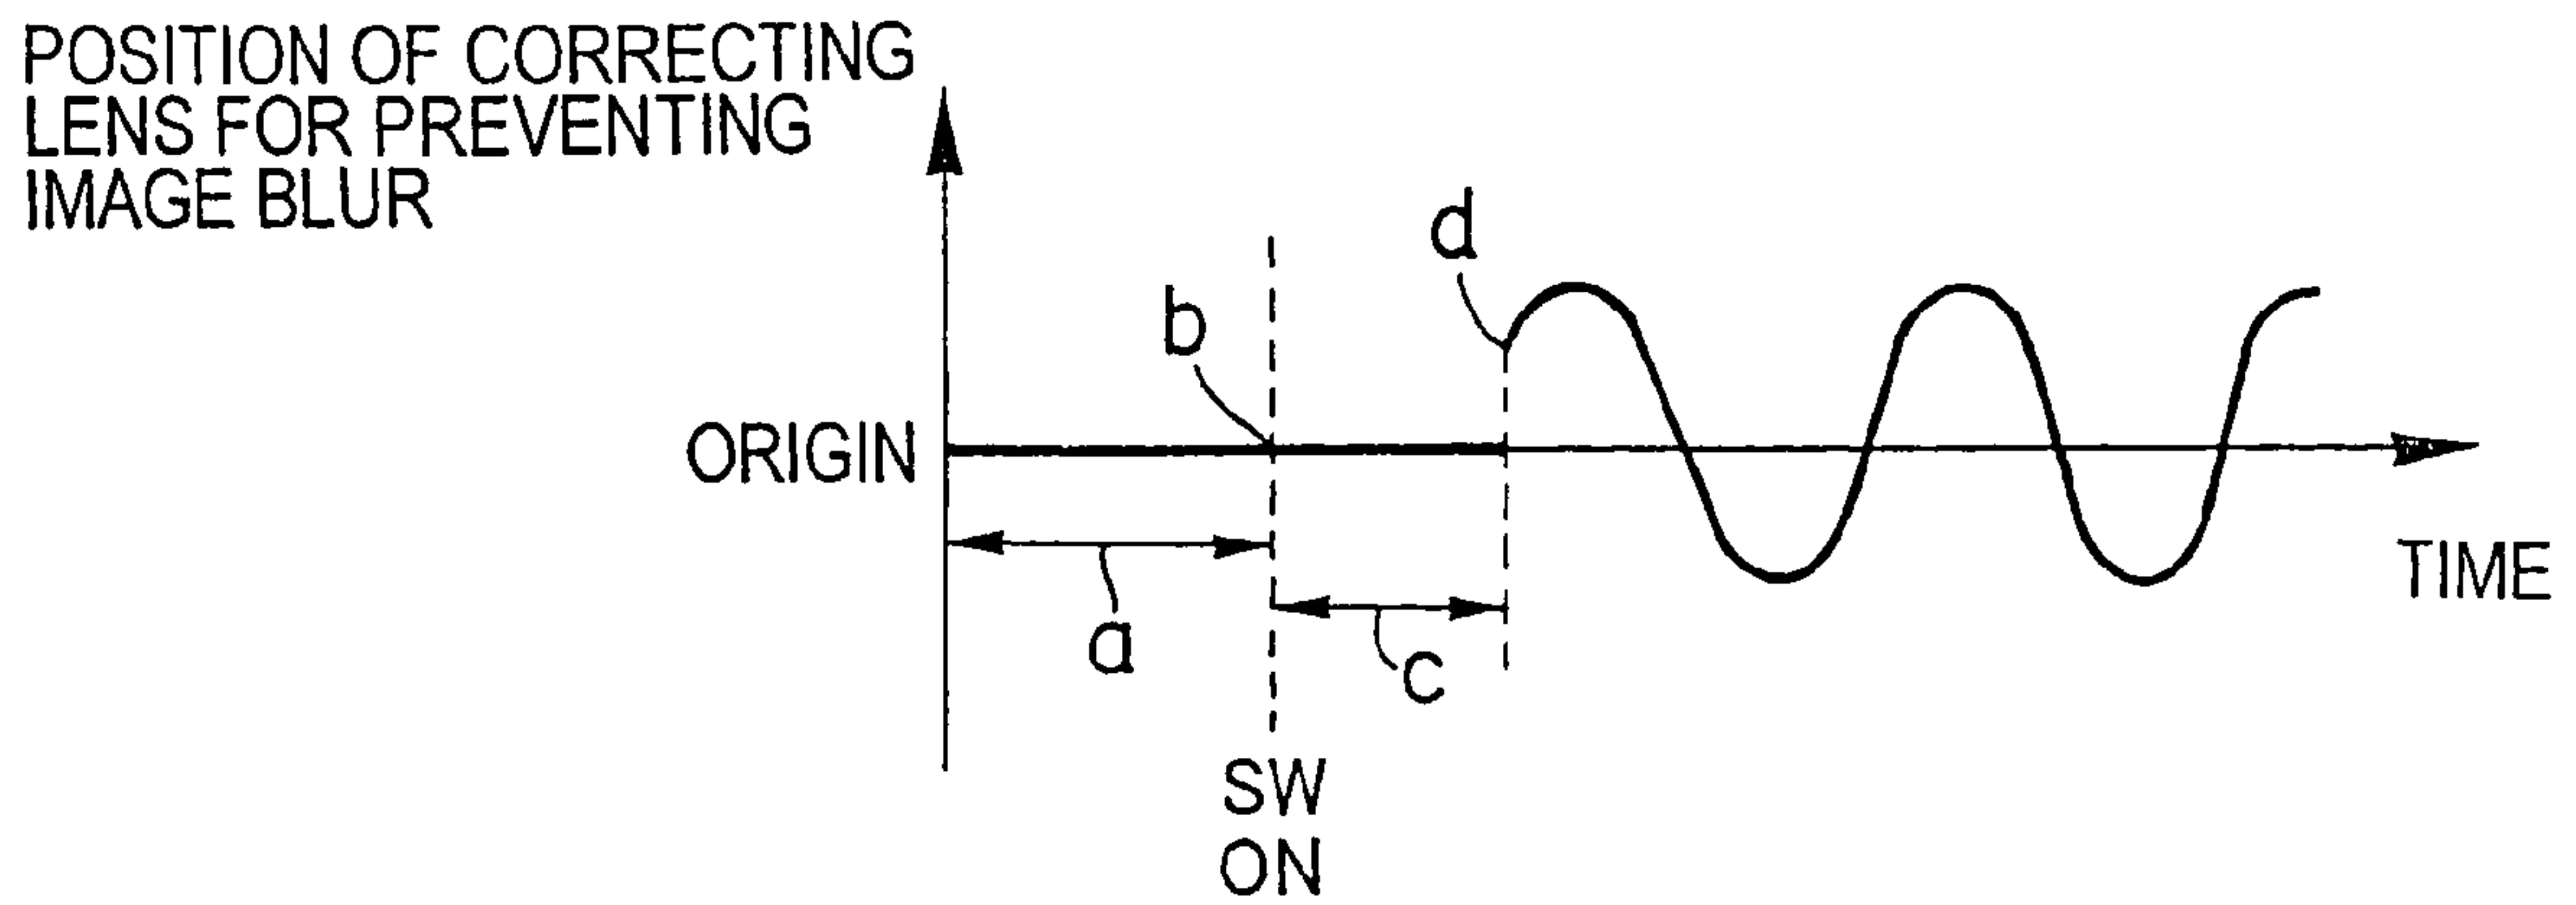 POSITION OF CORRECTING
LENS FOR PREVENTING
IMAGE BLUR
d
b
ORIGIN
TIME
a
c
SW
ON